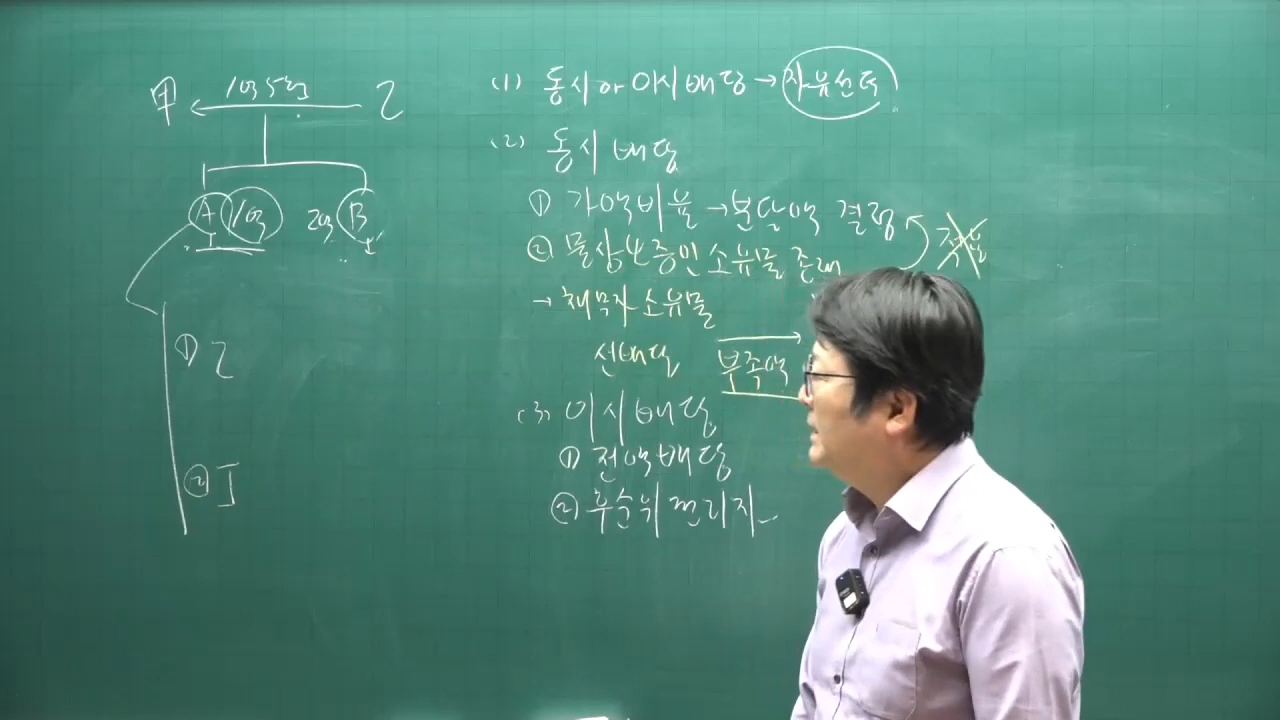 甲 1억5천 乙
A 1억 2억 B
① 乙
②
(1) 동시 or 이시배당 → 자유선택
(2) 동시배당
① 가액비율 → 분담액 결정
② 물상보증인 소유물 존재
적용
→ 채무자 소유물
선배당 부족액
(3) 이시배당
① 전액배당
② 후순위 권리자